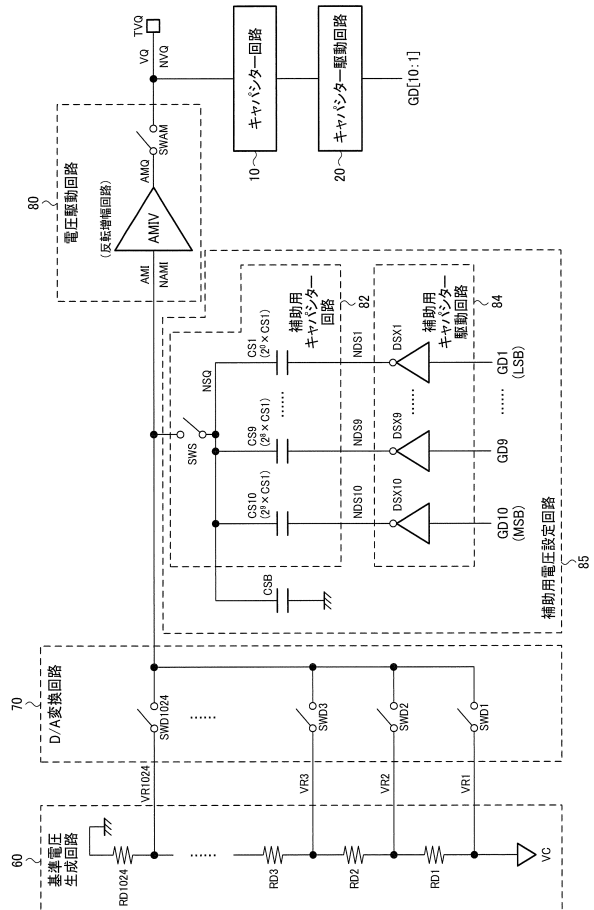 60
基準電圧
生成回路
RD1024
......
RD3
RD2
RD1
VC
VR1024
VR3
VR2
VR1
70
D/A変換回路
SWD1024
......
SWD3
SWD2
SWD1
80
電圧駆動回路
(反転増幅回路)
AMI
NAMI
AMIV
AMQ
SWAM
VQ
NVQ
TVQ
10
キャパシター回路
20
キャパシター駆動回路
GD[10:1]
CSB
SWS
NSQ
CS10
(2⁹×CS1)
CS9
(2⁸×CS1)
......
CS1
(2⁰×CS1)
補助用
キャパシター
回路
82
NDS10
NDS9
NDS1
DSX10
DSX9
......
DSX1
補助用
キャパシター
駆動回路
84
GD10
(MSB)
GD9
......
GD1
(LSB)
補助用電圧設定回路
85